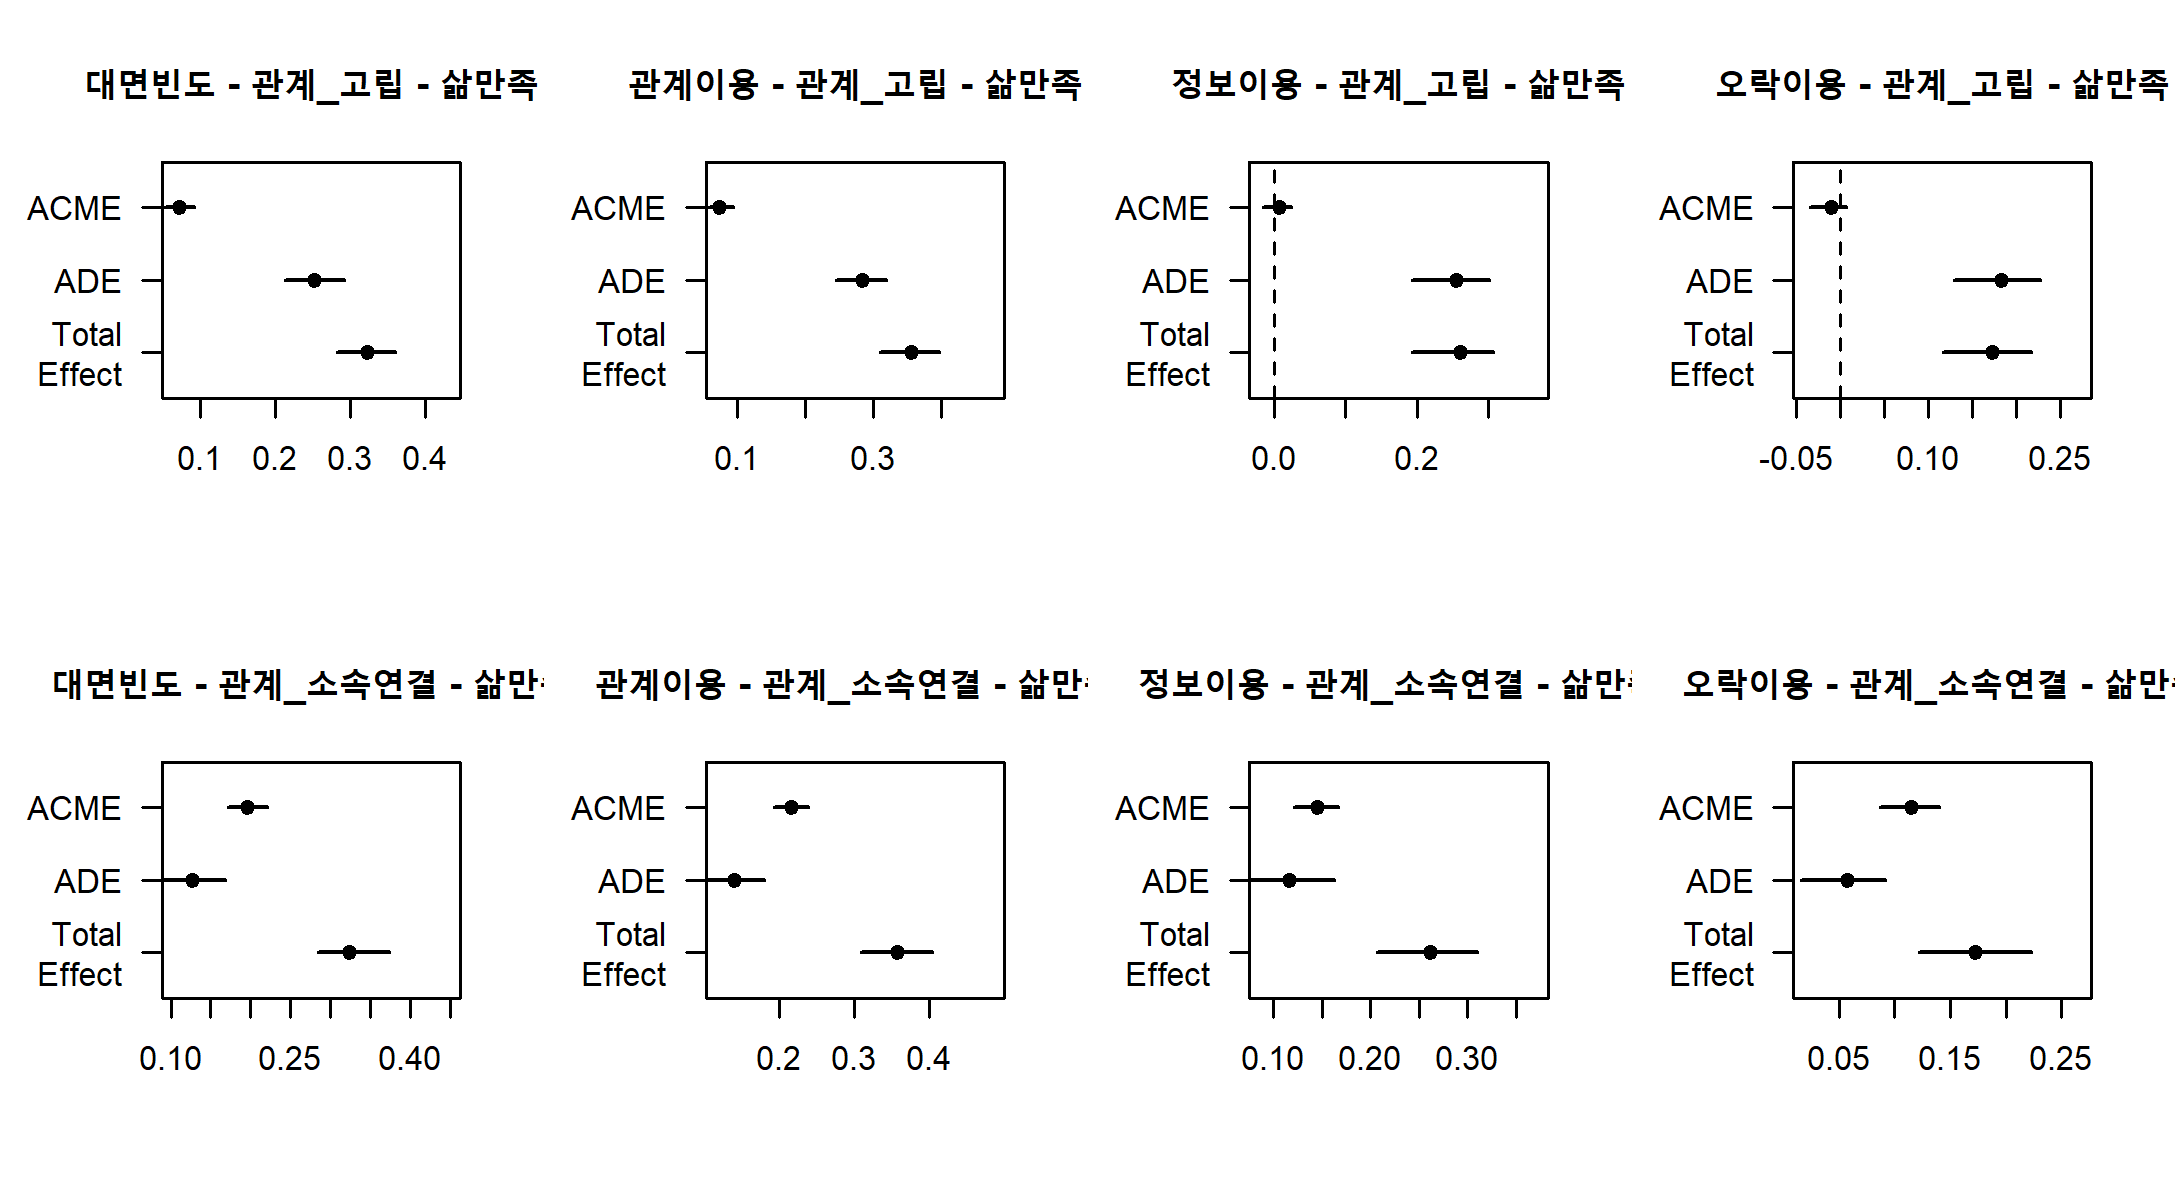 대면빈도 - 관계_고립 - 삶만족
ACME
ADE
Total
Effect
0.1 0.2 0.3 0.4
관계이용 - 관계_고립 - 삶만족
ACME
ADE
Total
Effect
0.1 0.3
정보이용 - 관계_고립 - 삶만족
ACME
ADE
Total
Effect
0.0 0.2
오락이용 - 관계_고립 - 삶만족
ACME
ADE
Total
Effect
-0.05 0.10 0.25
대면빈도 - 관계_소속연결 - 삶만
ACME
ADE
Total
Effect
0.10 0.25 0.40
관계이용 - 관계_소속연결 - 삶만
ACME
ADE
Total
Effect
0.2 0.3 0.4
정보이용 - 관계_소속연결 - 삶만
ACME
ADE
Total
Effect
0.10 0.20 0.30
오락이용 - 관계_소속연결 - 삶만
ACME
ADE
Total
Effect
0.05 0.15 0.25